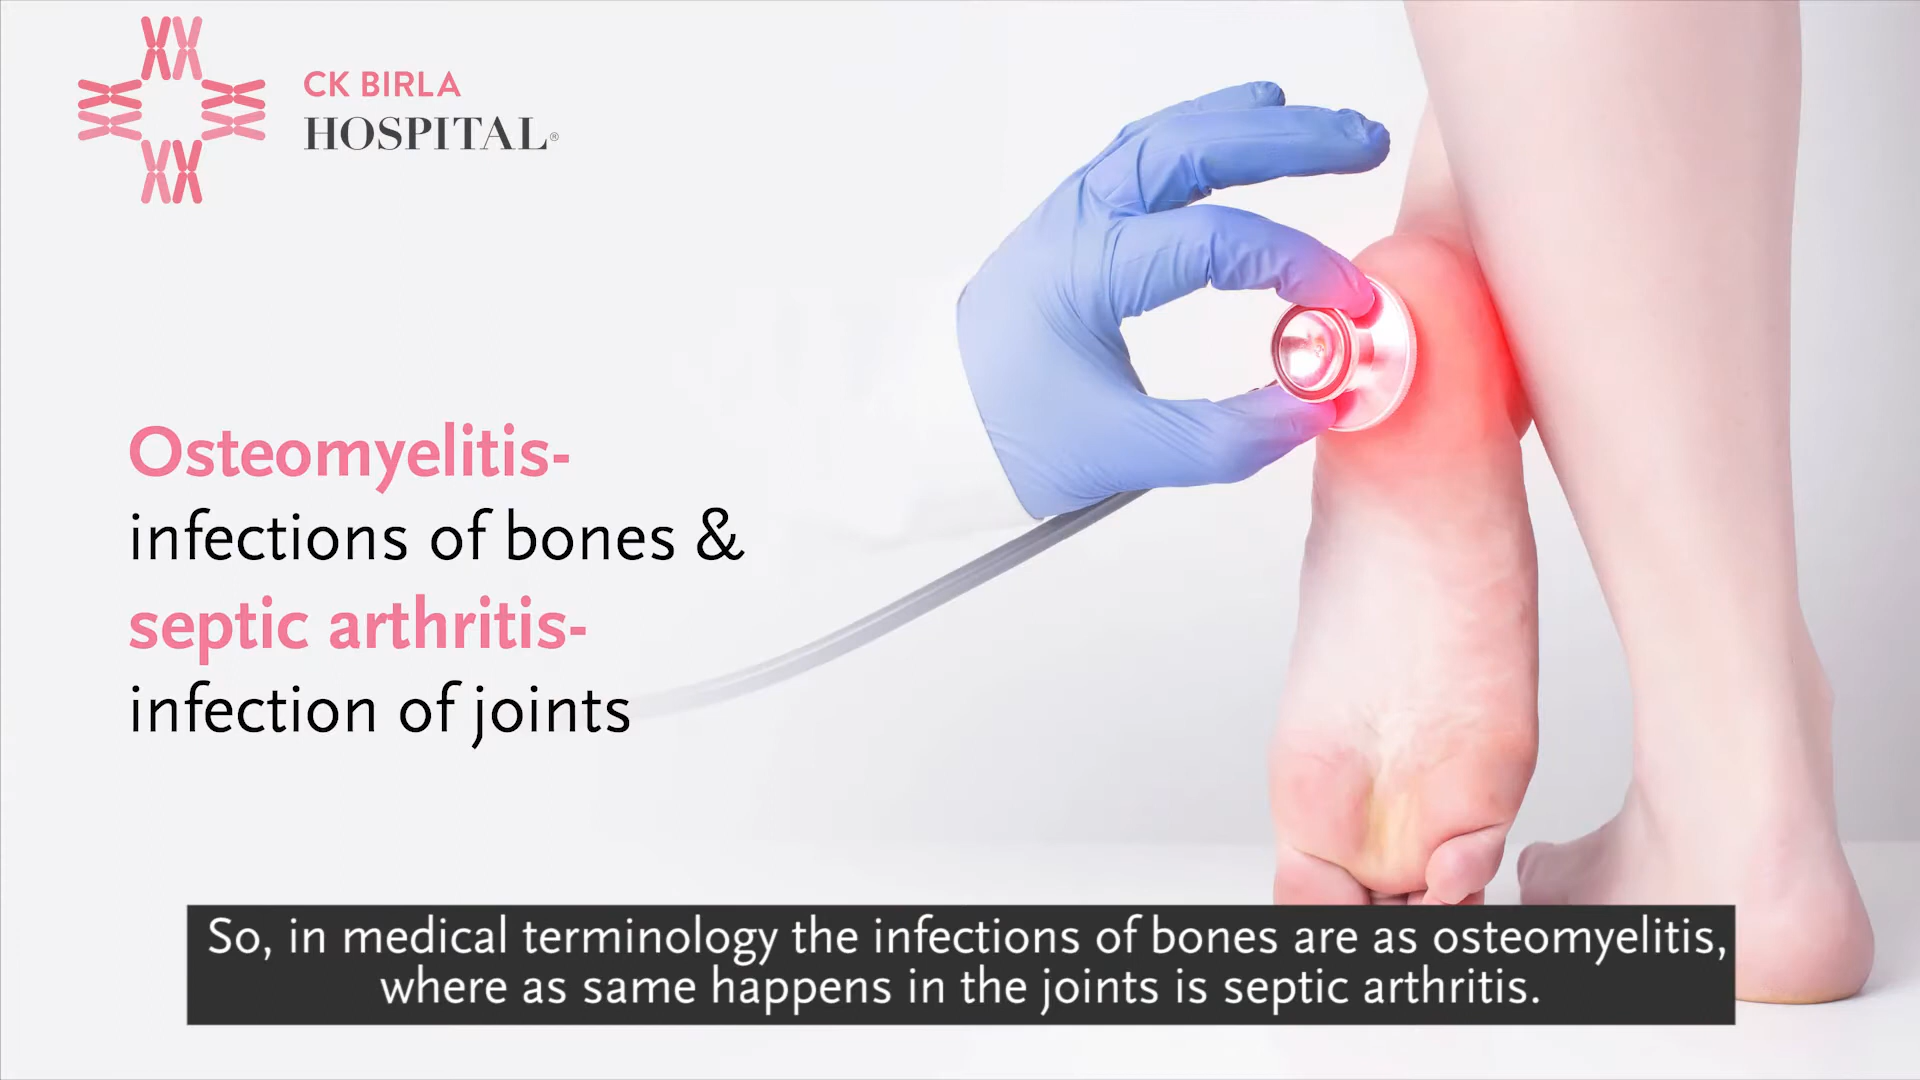 CK BIRLA
HOSPITAL®
Osteomyelitis-
infections of bones &
septic arthritis-
infection of joints
So, in medical terminology the infections of bones are as osteomyelitis,
where as same happens in the joints is septic arthritis.